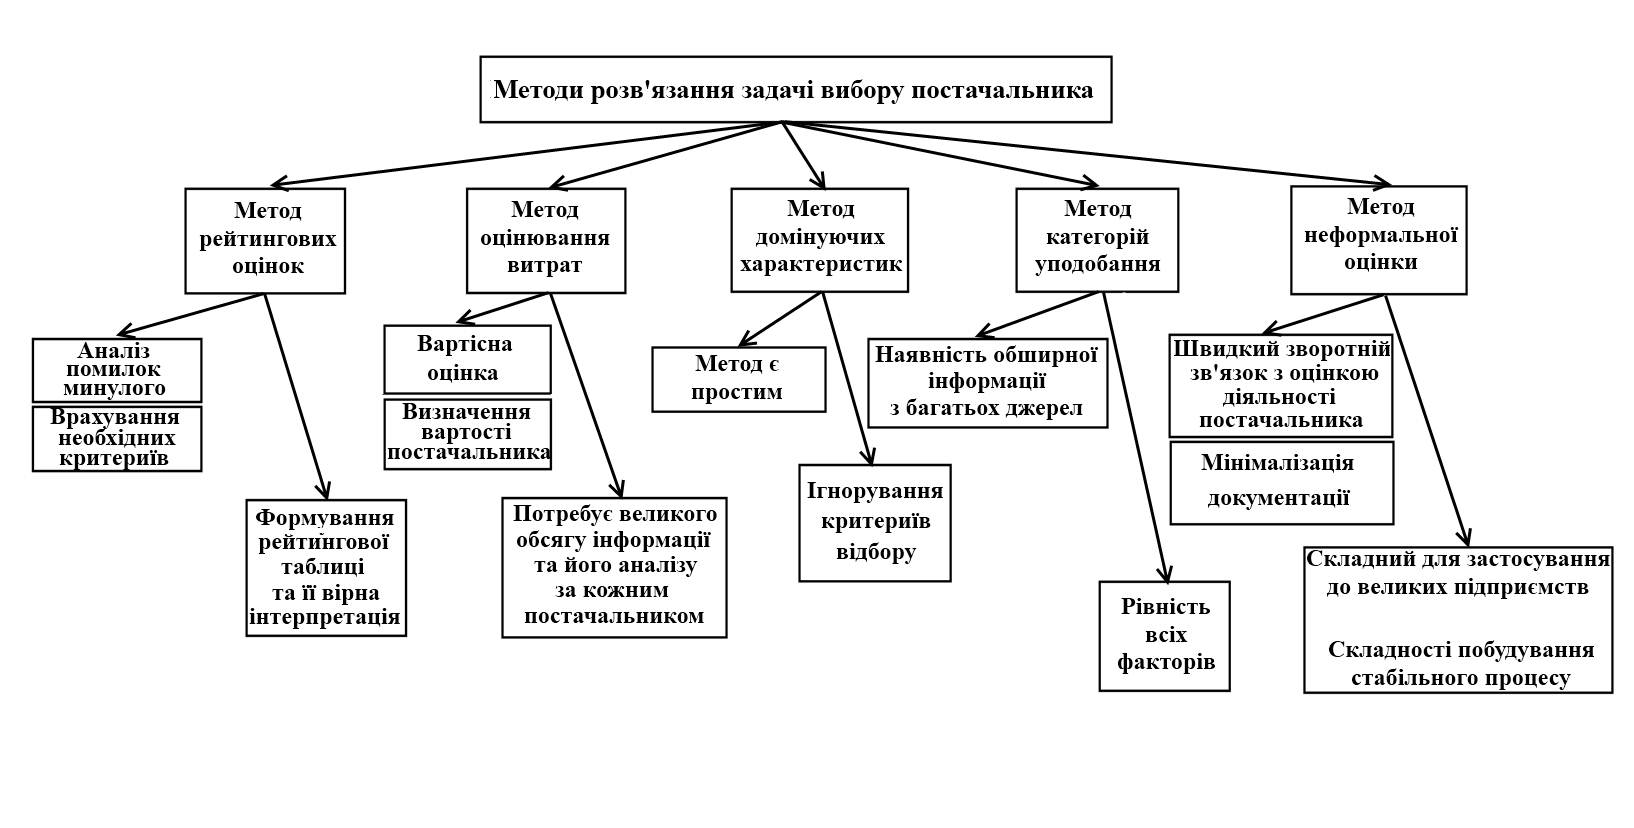 Методи розв'язання задачі вибору постачальника
Метод
рейтингових
оцінок
Метод
оцінювання
витрат
Метод
домінуючих
характеристик
Метод
категорій
уподобання
Метод
неформальної
оцінки
Аналіз
помилок
минулого
Врахування
необхідних
критериїв
Формування
рейтингової
таблиці
та її вірна
інтерпретація
Вартісна
оцінка
Визначення
вартості
постачальника
Потребує великого
обсягу інформації
та його аналізу
за кожним
постачальником
Метод є
простим
Ігнорування
критериїв
відбору
Наявність обширної
інформації
з багатьох джерел
Рівність
всіх
факторів
Швидкий зворотній
зв'язок з оцінкою
діяльності
постачальника
Мінімалізація
документації
Складний для застосування
до великих підприємств
Складності побудування
стабільного процесу